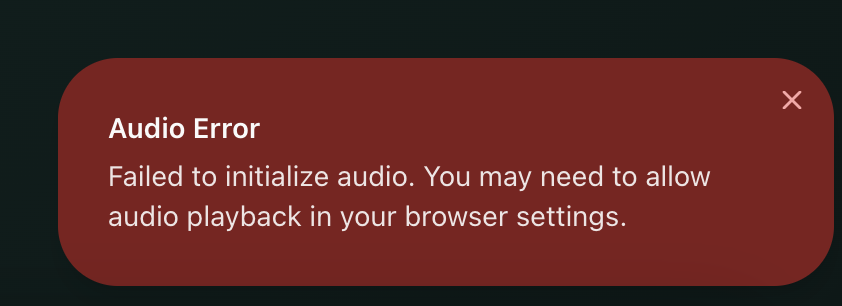 Audio Error
Failed to initialize audio. You may need to allow
audio playback in your browser settings.